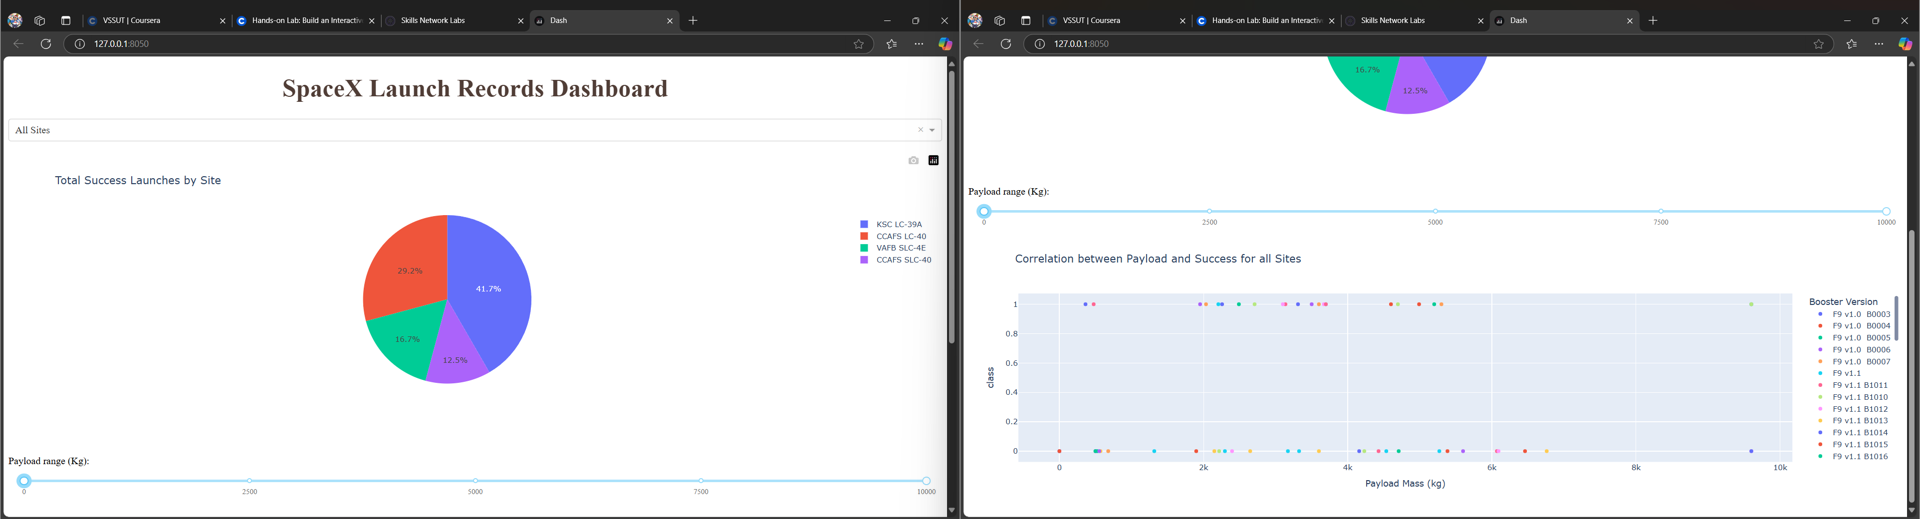 VSSUT | Coursera
Hands-on Lab: Build an Interactiv
Skills Network Labs
Dash
127.0.0.1:8050
SpaceX Launch Records Dashboard
All Sites
Total Success Launches by Site
41.7%
29.2%
16.7%
12.5%
KSC LC-39A
CCAFS LC-40
VAFB SLC-4E
CCAFS SLC-40
Payload range (Kg):
0 2500 5000 7500 10000
VSSUT | Coursera
Hands-on Lab: Build an Interactiv
Skills Network Labs
Dash
127.0.0.1:8050
16.7%
12.5%
Payload range (Kg):
0 2500 5000 7500 10000
Correlation between Payload and Success for all Sites
1
0.8
0.6
0.4
0.2
0
class
0 2k 4k 6k 8k 10k
Payload Mass (kg)
Booster Version
F9 v1.0 B0003
F9 v1.0 B0004
F9 v1.0 B0005
F9 v1.0 B0006
F9 v1.0 B0007
F9 v1.1
F9 v1.1 B1011
F9 v1.1 B1010
F9 v1.1 B1012
F9 v1.1 B1013
F9 v1.1 B1014
F9 v1.1 B1015
F9 v1.1 B1016